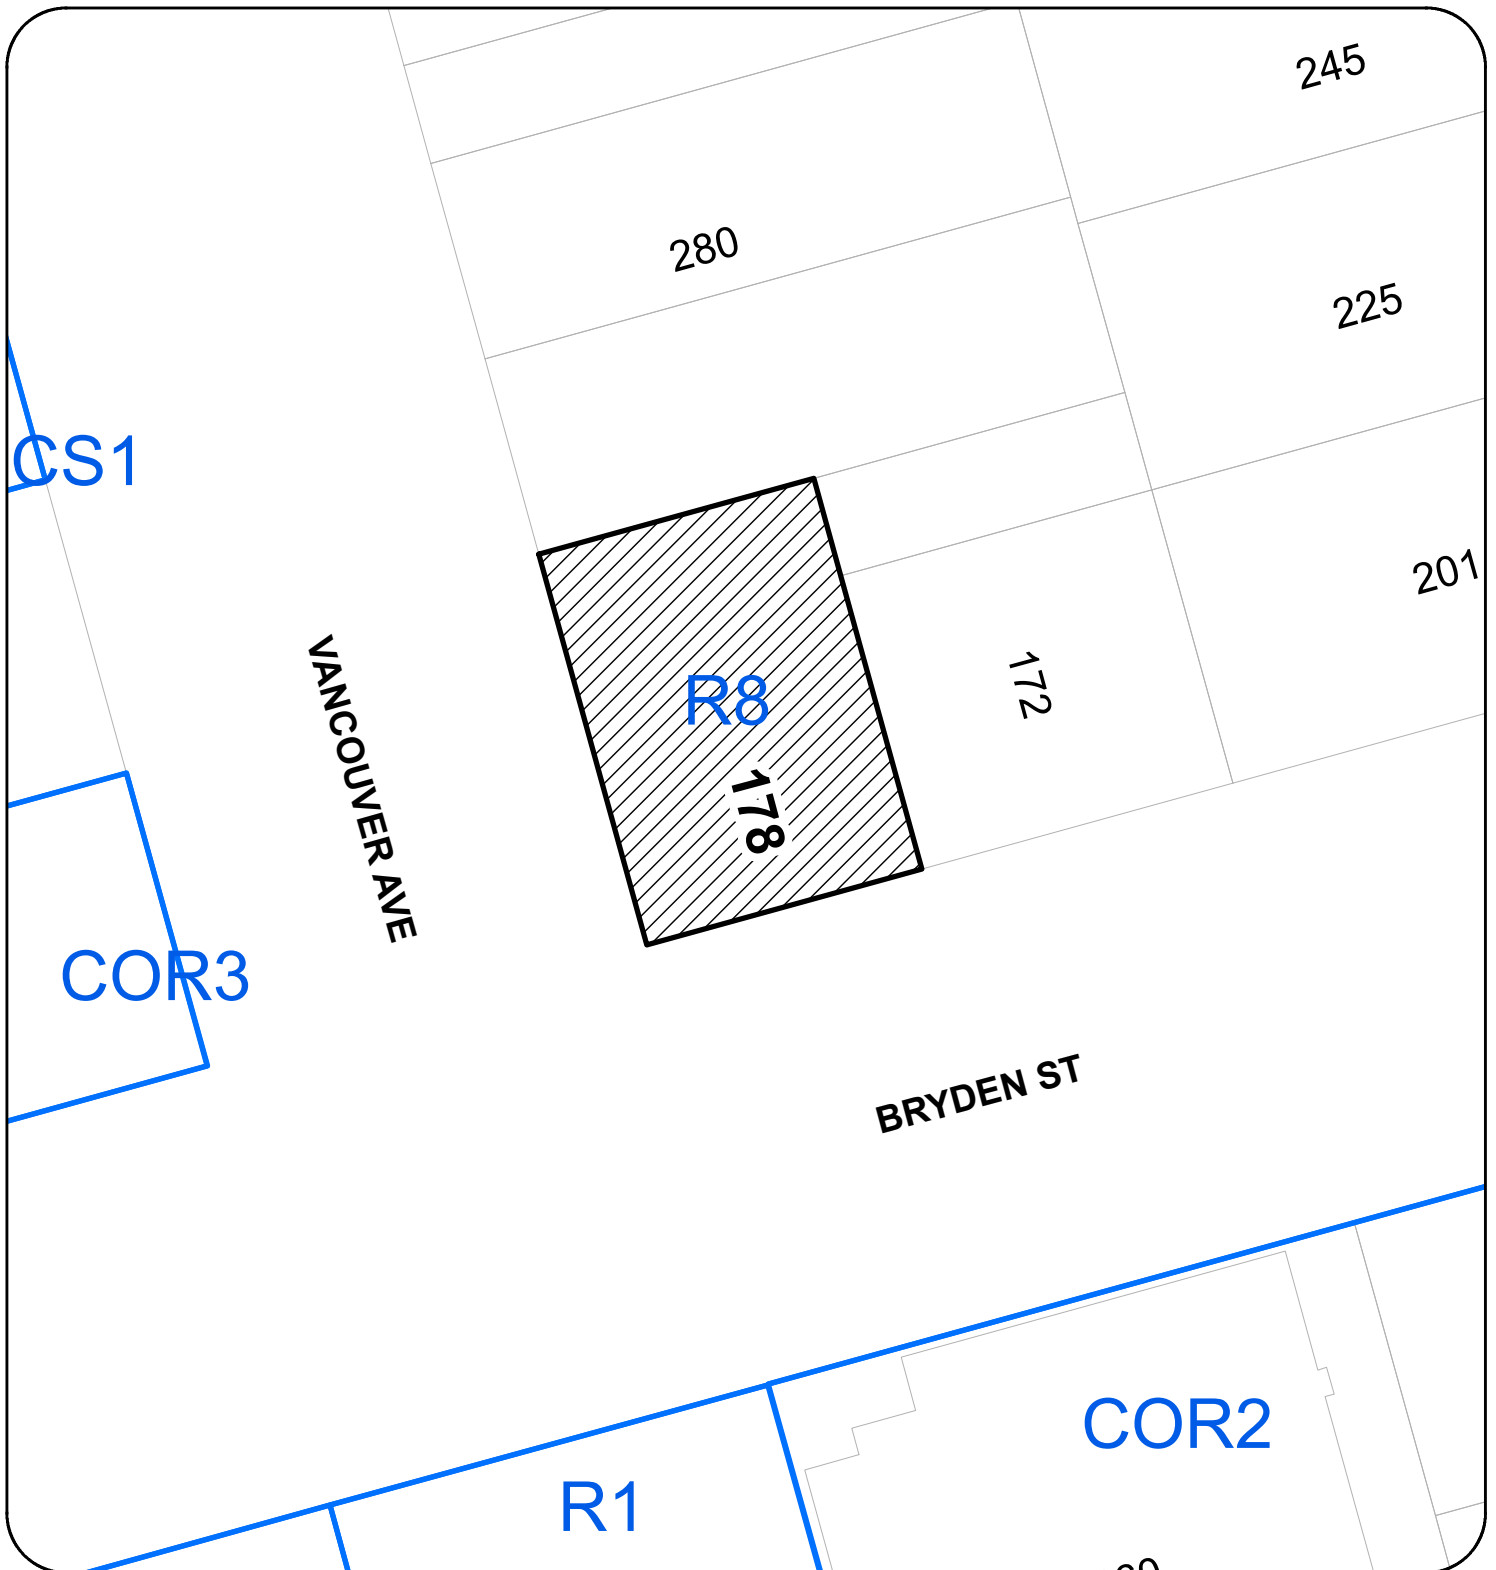 245
280
225
CS1
201
VANCOUVER AVE
R8
172
178
COR3
BRYDEN ST
COR2
R1